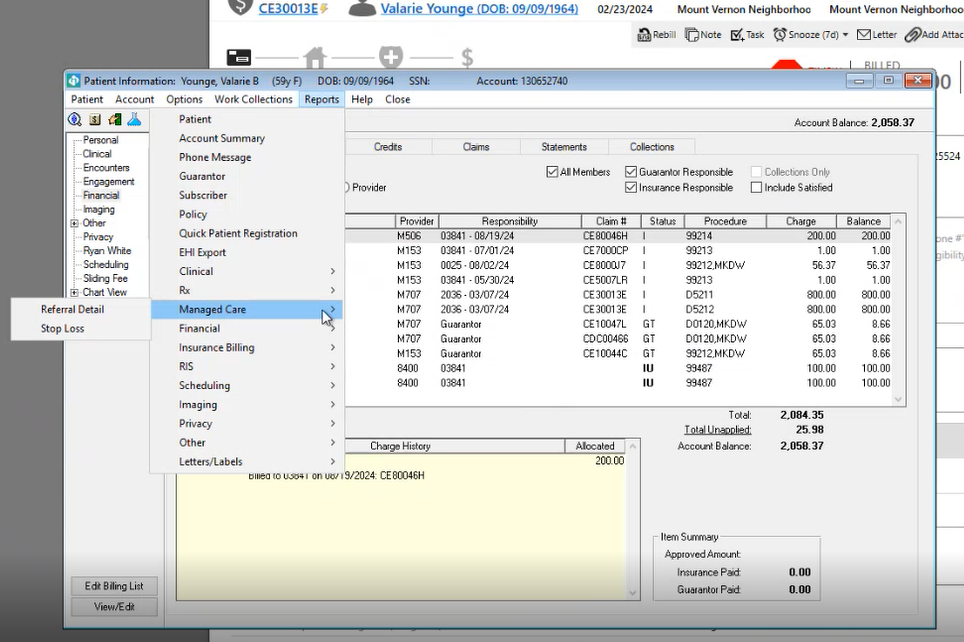 CE30013E
Valarie Younge (DOB: 09/09/1964)
02/23/2024
Mount Vernon Neighborhoo
Mount Vernon Neighborhoo
Rebill
Note
Task
Snooze (7d)
Letter
Add Attac
BILLED
Patient Information: Younge, Valarie B (59y F) DOB: 09/09/1964 SSN: Account: 130652740
Patient Account Options Work Collections Reports Help Close
Account Balance: 2,058.37
Personal
Clinical
Encounters
Engagement
Financial
Imaging
Other
Privacy
Ryan White
Scheduling
Sliding Fee
Chart View
Patient
Account Summary
Phone Message
Guarantor
Subscriber
Policy
Quick Patient Registration
EHI Export
Clinical
Rx
Managed Care
Financial
Insurance Billing
RIS
Scheduling
Imaging
Privacy
Other
Letters/Labels
Referral Detail
Stop Loss
Credits Claims Statements Collections
Provider
All Members
Guarantor Responsible
Collections Only
Insurance Responsible
Include Satisfied
Provider Responsibility Claim # Status Procedure Charge Balance
M506 03841 - 08/19/24 CE80046H I 99214 200.00 200.00
M153 03841 - 07/01/24 CE7000CP I 99213 1.00 1.00
M153 0025 - 08/02/24 CE8000J7 I 99212,MKDW 56.37 56.37
M153 03841 - 05/30/24 CE5007LR I 99213 1.00 1.00
M707 2036 - 03/07/24 CE30013E I D5211 800.00 800.00
M707 2036 - 03/07/24 CE30013E I D5212 800.00 800.00
M707 Guarantor CE10047L GT D0120,MKDW 65.03 8.66
M707 Guarantor CDC00466 GT D0120,MKDW 65.03 8.66
M153 Guarantor CE10044C GT 99212,MKDW 65.03 8.66
8400 03841 IU 99487 100.00 100.00
8400 03841 IU 99487 100.00 100.00
Total: 2,084.35
Total Unapplied: 25.98
Account Balance: 2,058.37
Charge History Allocated
200.00
Billed to 03841 on 08/19/2024: CE80046H
Item Summary
Approved Amount:
Insurance Paid: 0.00
Guarantor Paid: 0.00
Edit Billing List
View/Edit
25524
one #
gibility